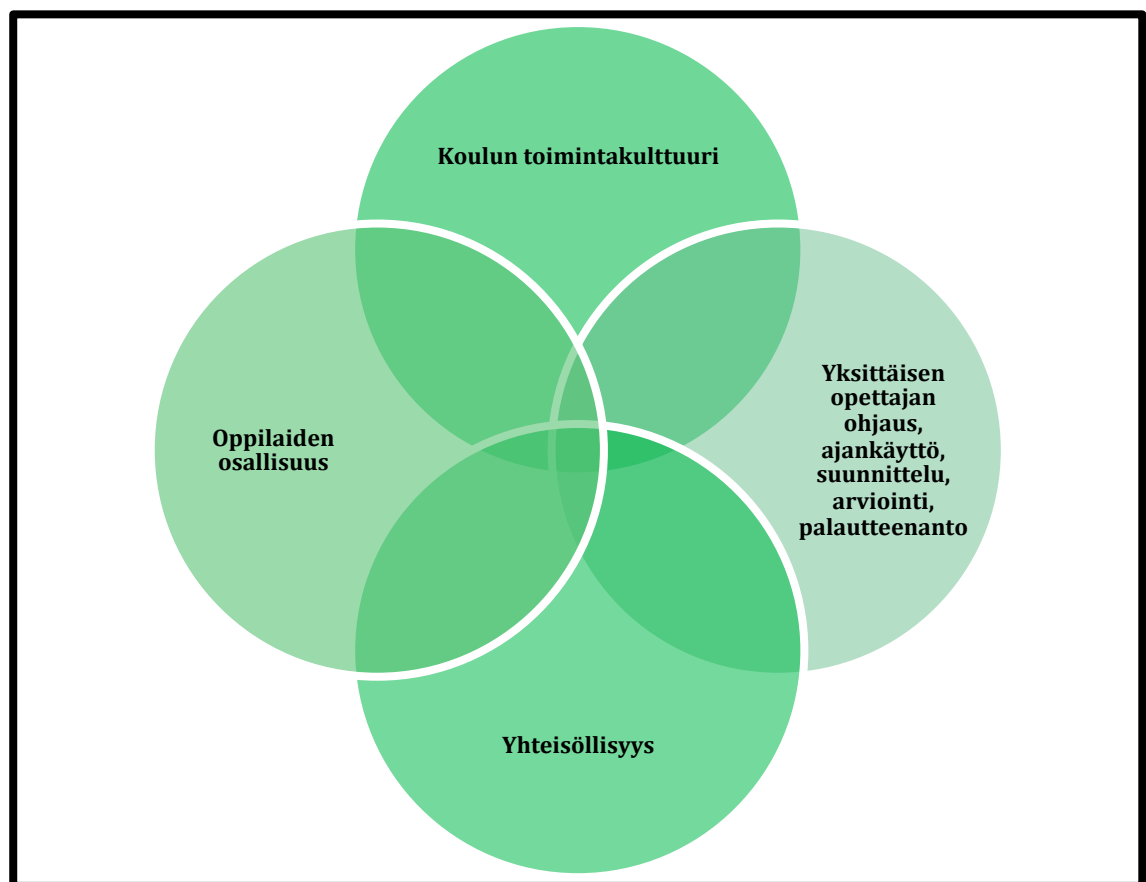 Koulun toimintakulttuuri
Oppilaiden
osallisuus
Yksittäisen
opettajan
ohjaus,
ajankäyttö,
suunnittelu,
arviointi,
palautteenanto
Yhteisöllisyys